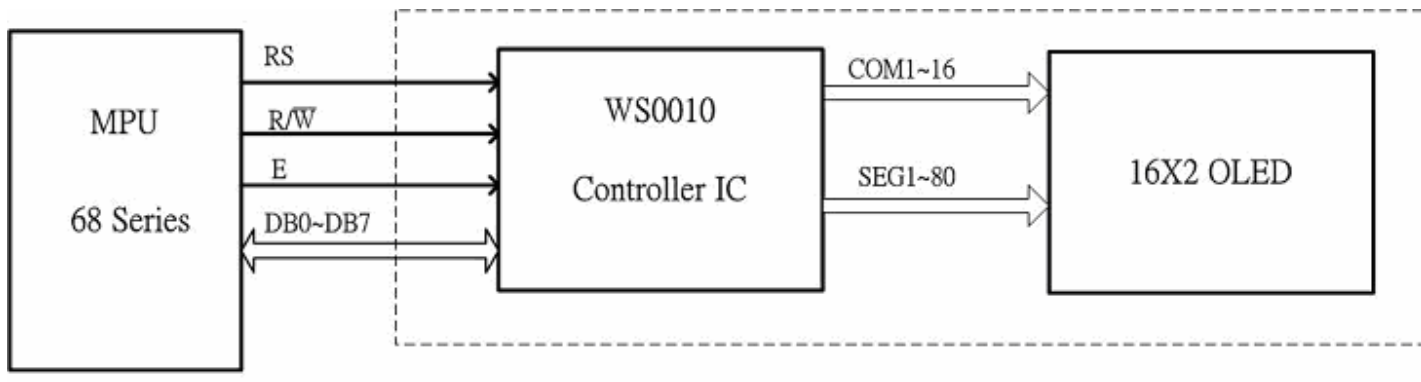 MPU
68 Series
RS
R/W̅
E
DB0~DB7
WS0010
Controller IC
COM1~16
SEG1~80
16X2 OLED